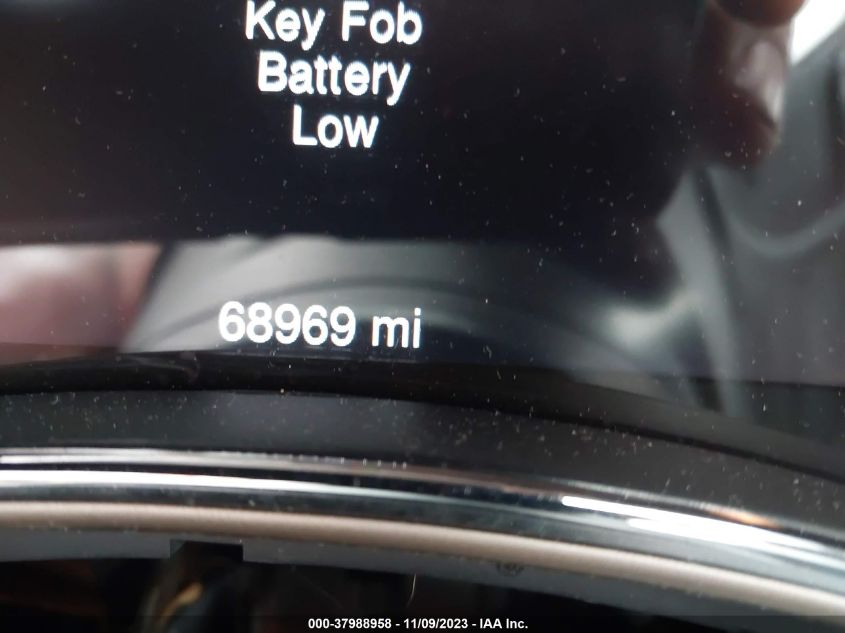 Key Fob
Battery
Low
68969 mi
000-37988958 - 11/09/2023 - IAA Inc.